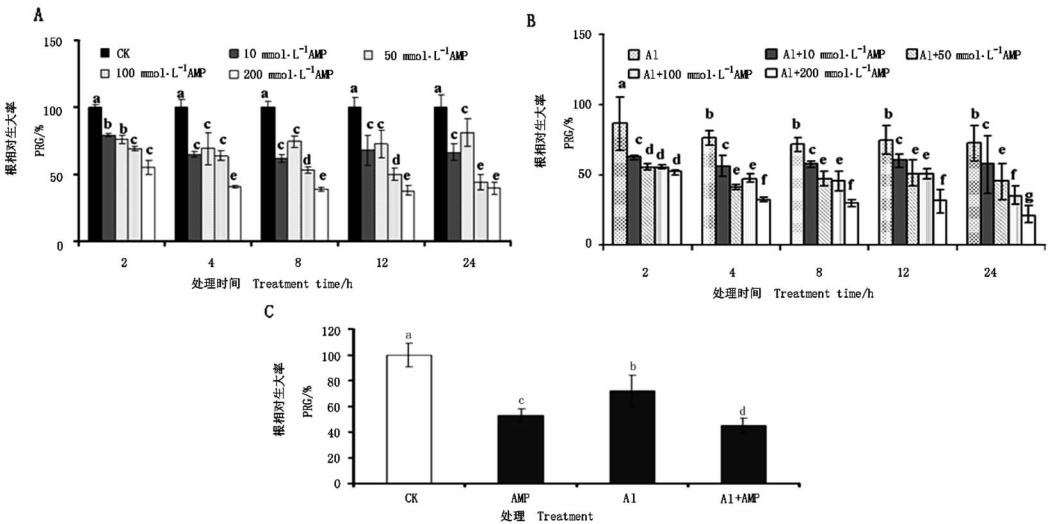 A
150
CK
10 mmol·L⁻¹AMP
50 mmol·L⁻¹AMP
100 mmol·L⁻¹AMP
200 mmol·L⁻¹AMP
根相对生大率
PRG/%
100
50
0
a b b c c
a c c c e
a c c d e
a c c d e
a c c e e
2 4 8 12 24
处理时间 Treatment time/h
B
150
Al
Al+10 mmol·L⁻¹AMP
Al+50 mmol·L⁻¹AMP
Al+100 mmol·L⁻¹AMP
Al+200 mmol·L⁻¹AMP
根相对生大率
PRG/%
100
50
0
a c d d d
b c e e f
b c e e f
b c e e f
b c e f g
2 4 8 12 24
处理时间 Treatment time/h
C
根相对生大率
PRG/%
120
100
80
60
40
20
0
a c b d
CK AMP Al Al+AMP
处理 Treatment